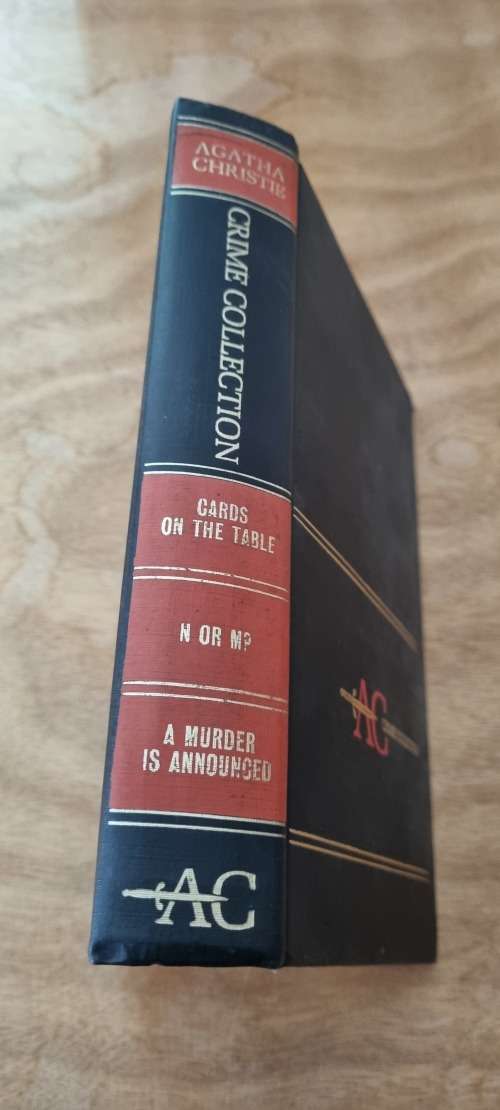 AGATHA
CHRISTIE
CRIME COLLECTION
CARDS
ON THE TABLE
N OR M?
A MURDER
IS ANNOUNCED
AC
AC